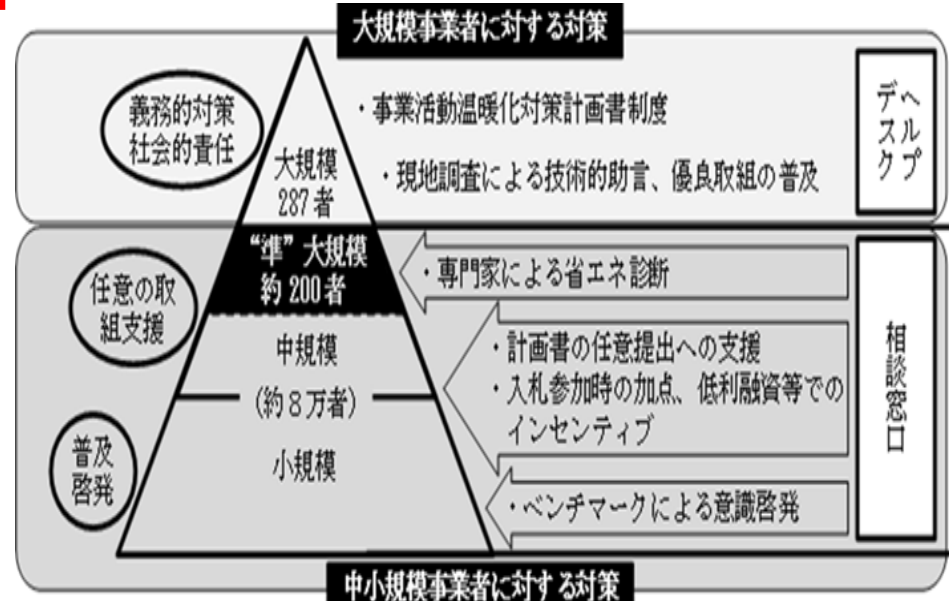 大規模事業者に対する対策
義務的対策
社会的責任
大規模
287者
・事業活動温暖化対策計画書制度
・現地調査による技術的助言、優良取組の普及
ヘルプ
デスク
任意の取
組支援
“準”大規模
約200者
・専門家による省エネ診断
中規模
(約８万者)
小規模
・計画書の任意提出への支援
・入札参加時の加点、低利融資等での
インセンティブ
相談窓口
普及
啓発
・ベンチマークによる意識啓発
中小規模事業者に対する対策